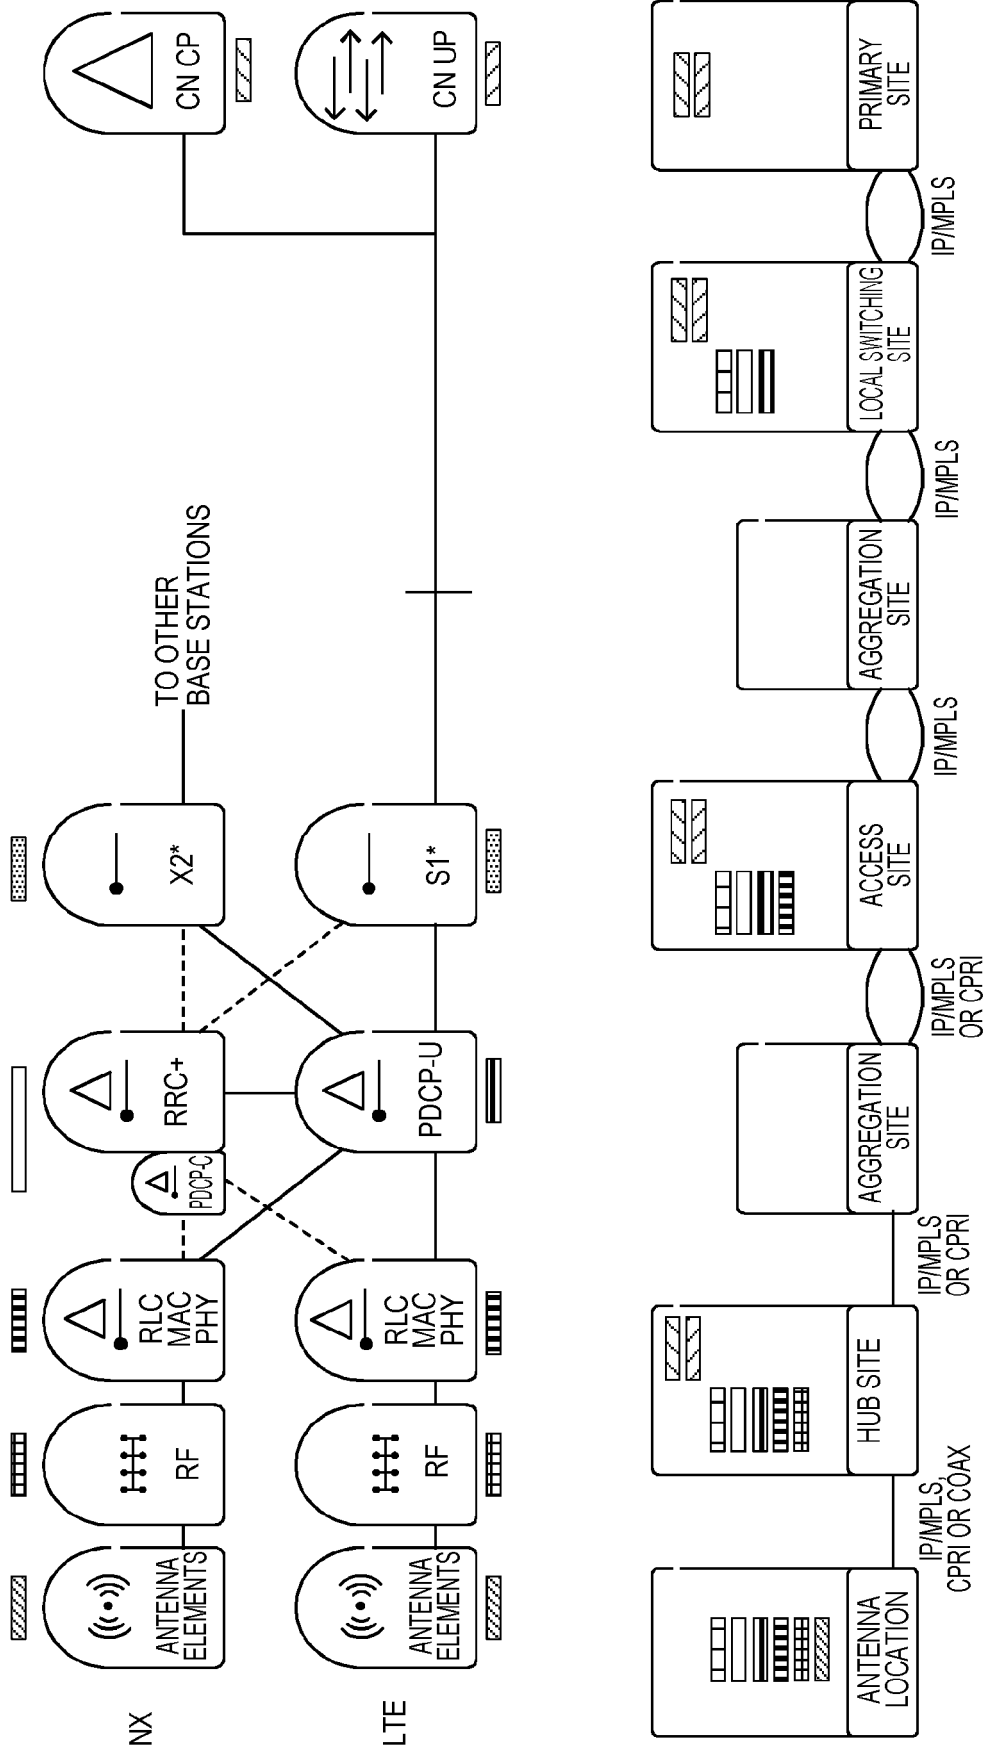 NX
ANTENNA
ELEMENTS
RF
RLC
MAC
PHY
PDCP-C
RRC+
X2*
TO OTHER
BASE STATIONS
CN CP
LTE
ANTENNA
ELEMENTS
RF
RLC
MAC
PHY
PDCP-U
S1*
CN UP
ANTENNA
LOCATION
IP/MPLS,
CPRI OR COAX
HUB SITE
IP/MPLS
OR CPRI
AGGREGATION
SITE
IP/MPLS
OR CPRI
ACCESS
SITE
IP/MPLS
AGGREGATION
SITE
IP/MPLS
LOCAL SWITCHING
SITE
IP/MPLS
PRIMARY
SITE